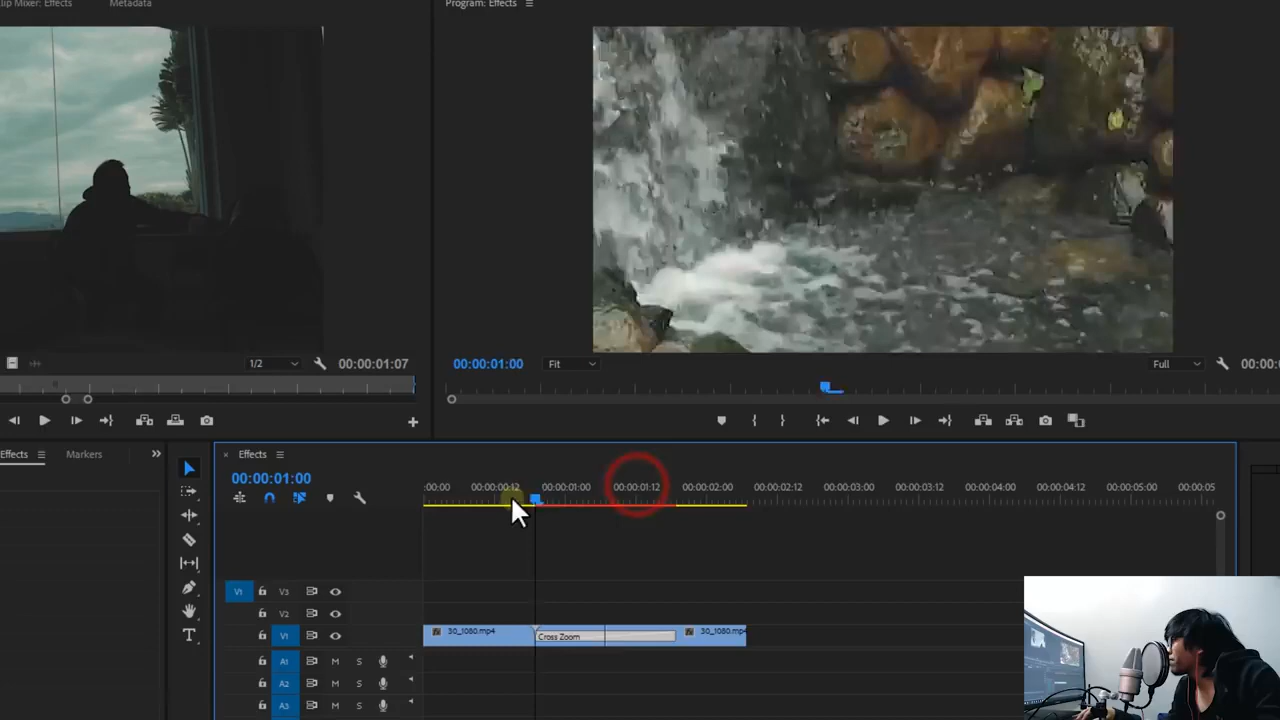 lip Mixer: Effects
Metadata
Program: Effects
1/2
00:00:01:07
00:00:01:00
Fit
Full
00:00:0
Effects
Markers
Effects
00:00:01:00
:00:00
00:00:00:12
00:00:01:00
00:00:01:12
00:00:02:00
00:00:02:12
00:00:03:00
00:00:03:12
00:00:04:00
00:00:04:12
00:00:05:00
00:00:05
V1
V3
V2
V1
30_1080.mp4
Cross Zoom
30_1080.mp4
A1
M
S
A2
M
S
A3
M
S
T